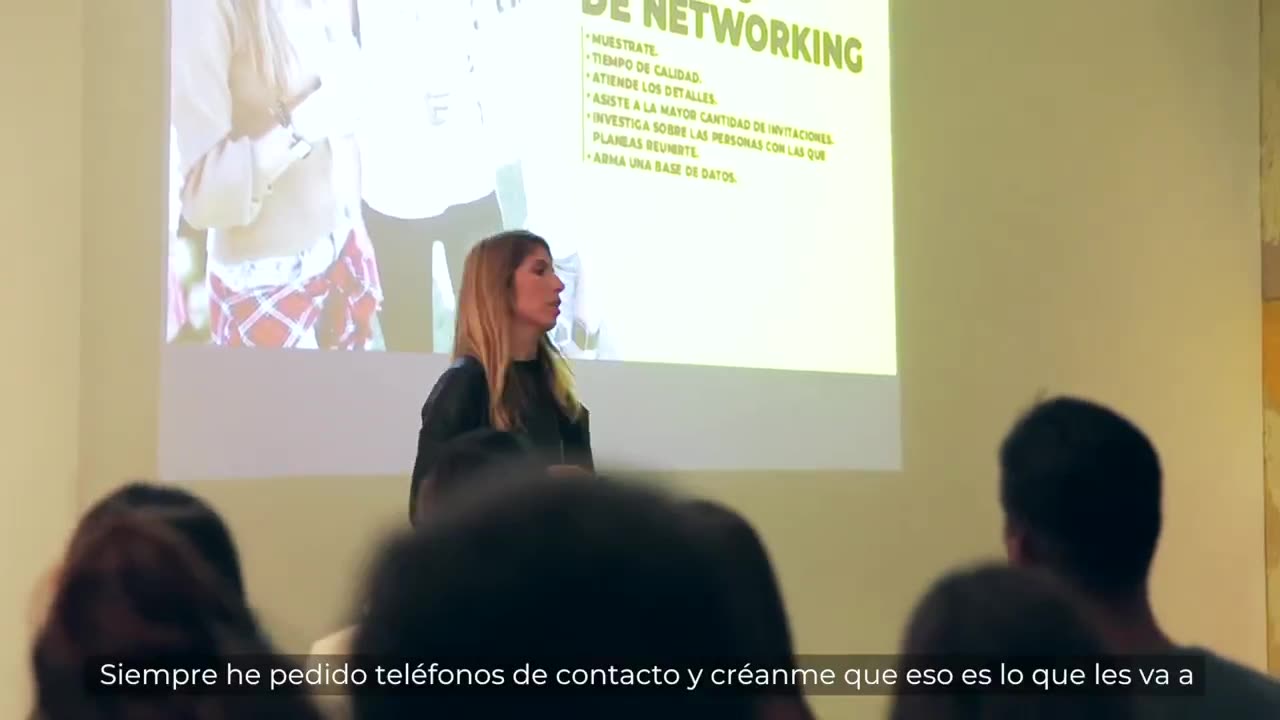 DE NETWORKING
• MUESTRATE.
• TIEMPO DE CALIDAD.
• ATIENDE LOS DETALLES.
• ASISTE A LA MAYOR CANTIDAD DE INVITACIONES.
• INVESTIGA SOBRE LAS PERSONAS CON LAS QUE
PLANEAS REUNIRTE.
• ARMA UNA BASE DE DATOS.
Siempre he pedido teléfonos de contacto y créanme que eso es lo que les va a